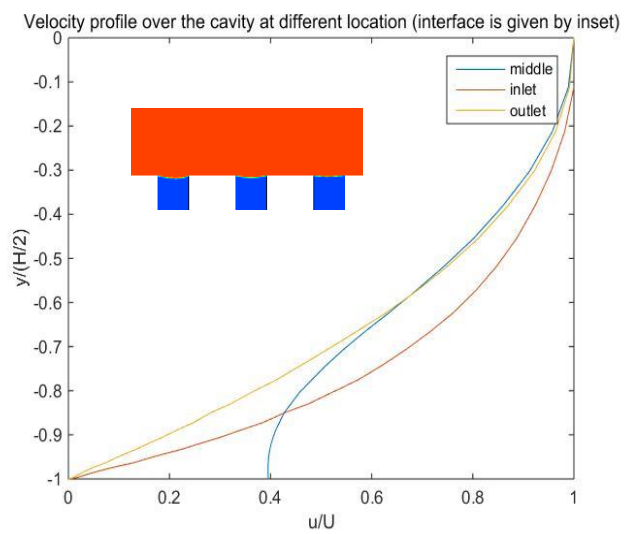 Velocity profile over the cavity at different location (interface is given by inset)
0
-0.1
-0.2
-0.3
-0.4
-0.5
-0.6
-0.7
-0.8
-0.9
-1
y/(H/2)
middle
inlet
outlet
0 0.2 0.4 0.6 0.8 1
u/U